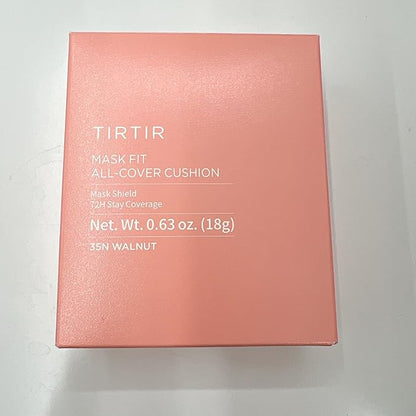 TIRTIR
MASK FIT
ALL-COVER CUSHION
Mask Shield
72H Stay Coverage
Net. Wt. 0.63 oz. (18g)
35N WALNUT